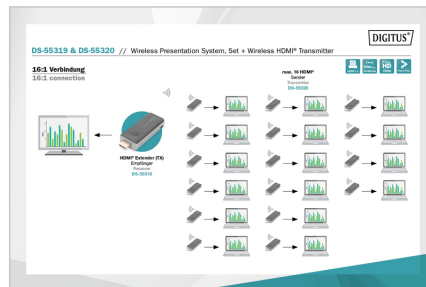 DIGITUS®
DS-55319 & DS-55320 // Wireless Presentation System, Set + Wireless HDMI® Transmitter
16:1 Verbindung
16:1 connection
FULL
HD
max. 16 HDMI®
Sender
Transmitter
DS-55320
HDMI® Extender (TX)
Empfänger
Receiver
DS-55319